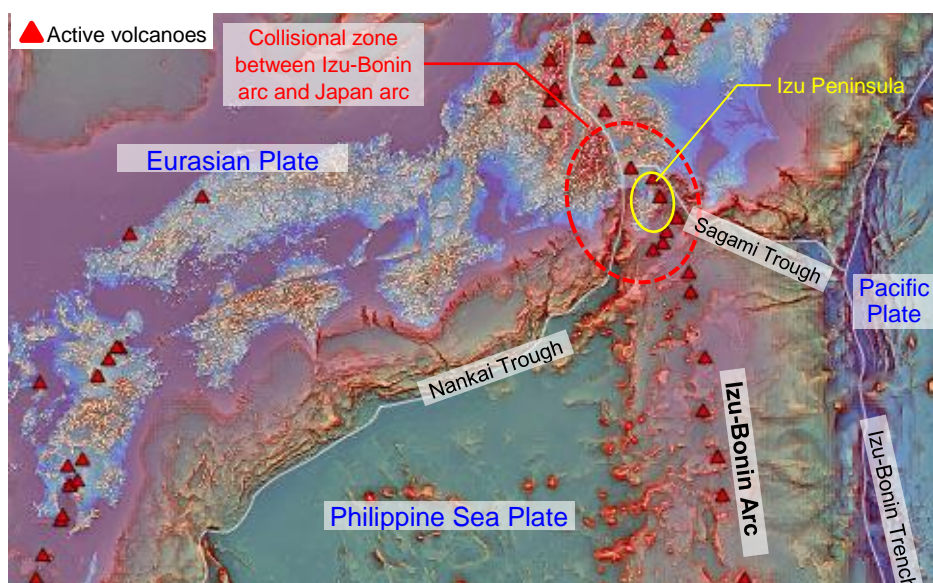 Active volcanoes
Collisional zone
between Izu-Bonin
arc and Japan arc
Izu Peninsula
Eurasian Plate
Sagami Trough
Pacific
Plate
Nankai Trough
Izu-Bonin Arc
Izu-Bonin Trench
Philippine Sea Plate